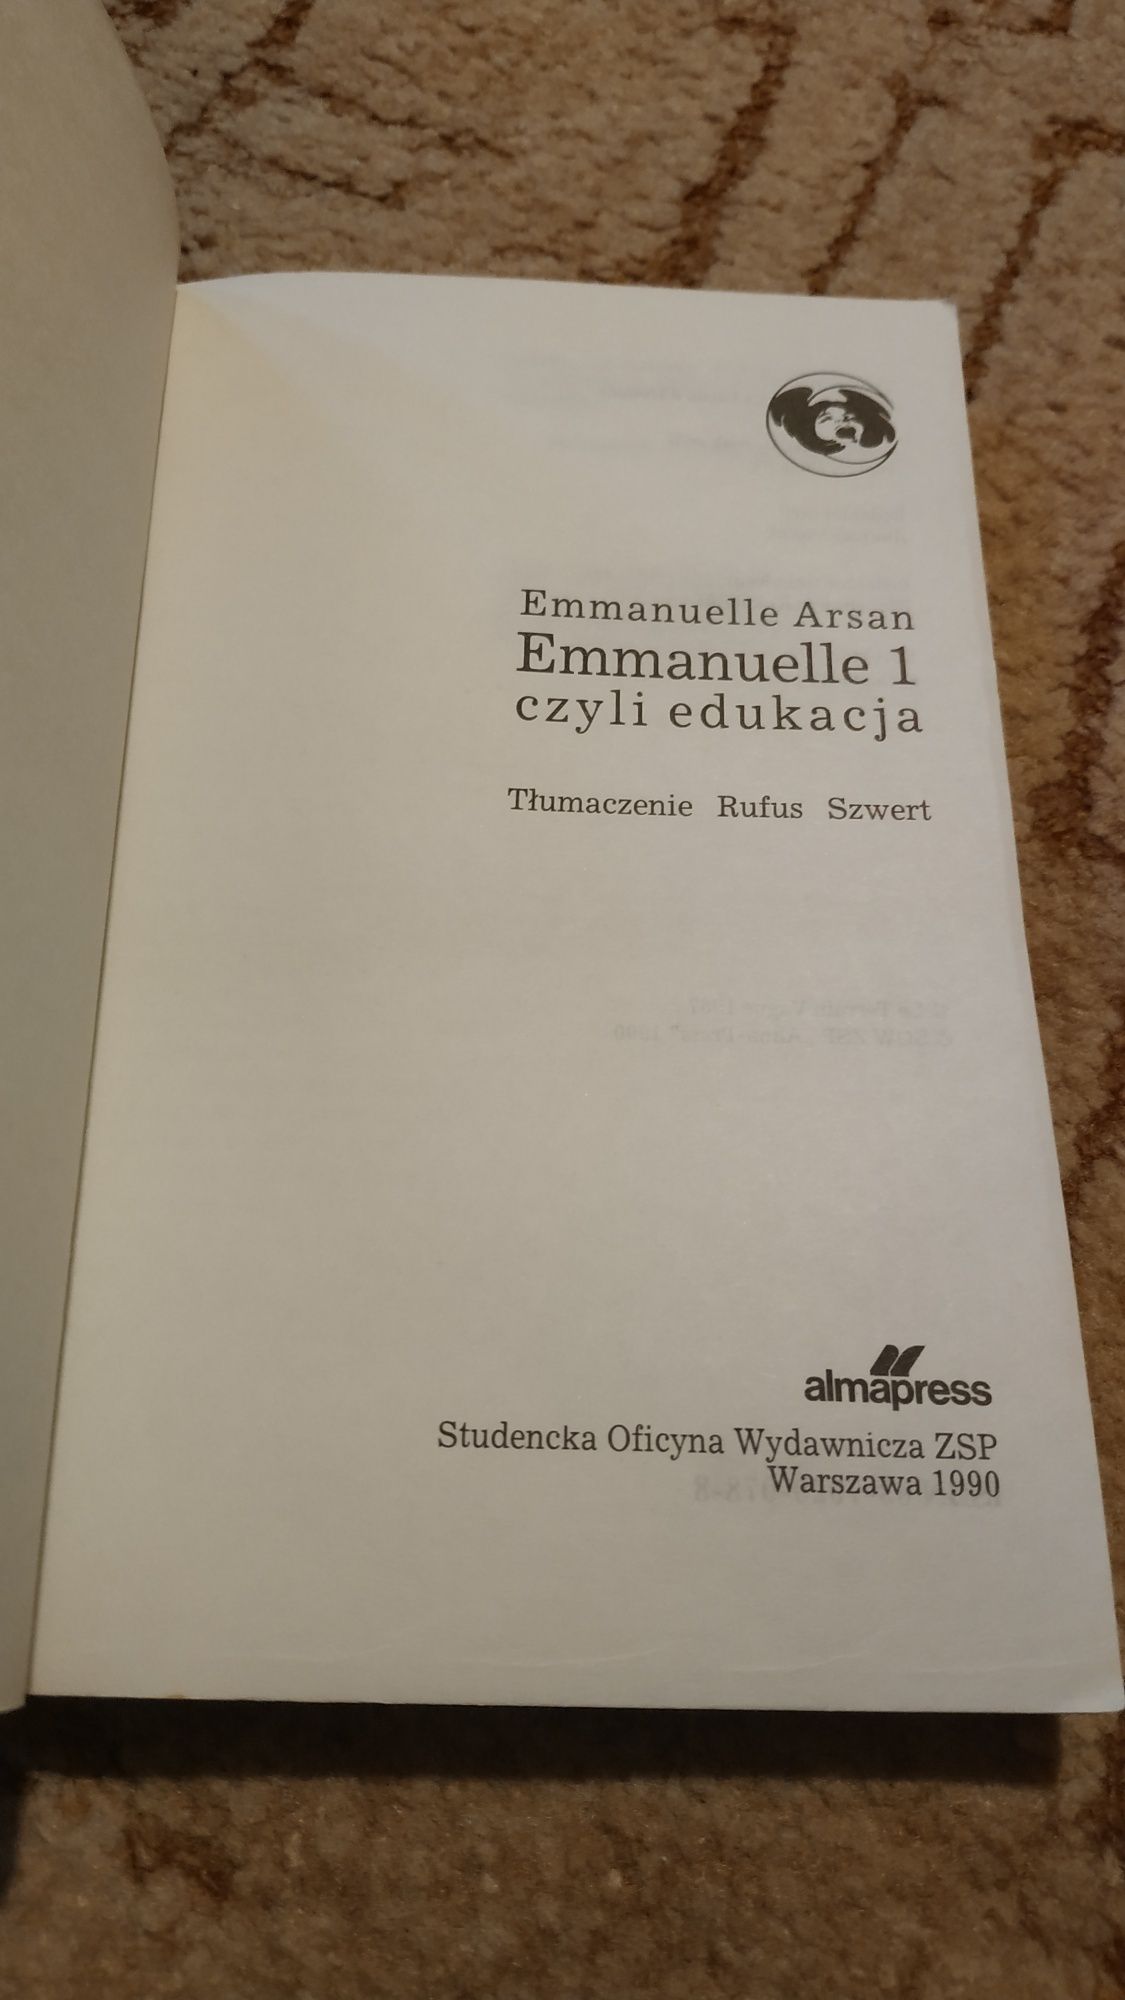 Emmanuelle Arsan
Emmanuelle 1
czyli edukacja
Tłumaczenie Rufus Szwert
almapress
Studencka Oficyna Wydawnicza ZSP
Warszawa 1990